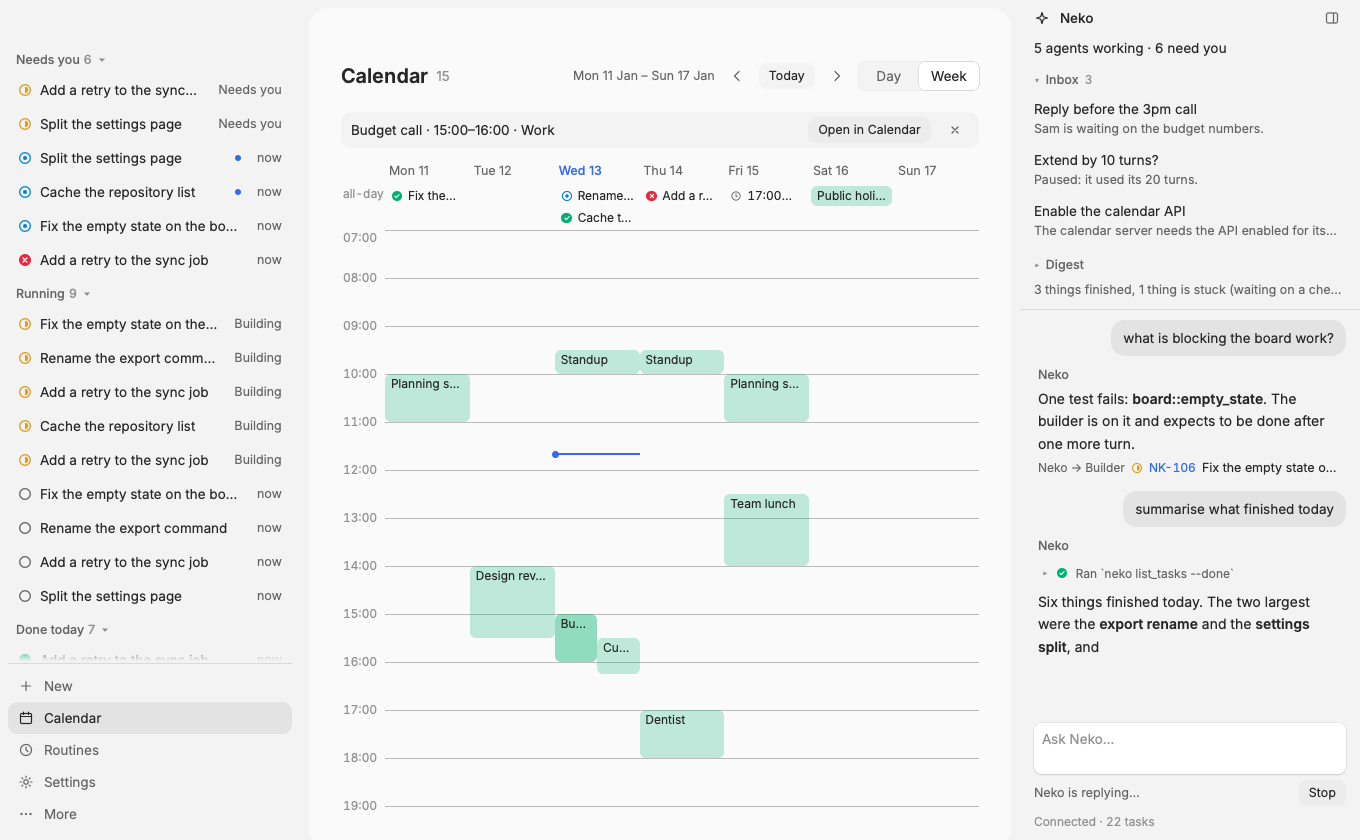 Needs you 6
Add a retry to the sync... Needs you
Split the settings page Needs you
Split the settings page now
Cache the repository list now
Fix the empty state on the bo... now
Add a retry to the sync job now
Running 9
Fix the empty state on the... Building
Rename the export comm... Building
Add a retry to the sync job Building
Cache the repository list Building
Add a retry to the sync job Building
Fix the empty state on the bo... now
Rename the export command now
Add a retry to the sync job now
Split the settings page now
Done today 7
Add a retry to the sync job now
New
Calendar
Routines
Settings
More
Calendar 15
Mon 11 Jan – Sun 17 Jan
Today
Day
Week
Budget call · 15:00–16:00 · Work
Open in Calendar
Mon 11 Tue 12 Wed 13 Thu 14 Fri 15 Sat 16 Sun 17
all-day Fix the... Rename... Add a r... 17:00... Public holi...
Cache t...
07:00
08:00
09:00
Standup Standup
10:00
Planning s... Planning s...
11:00
12:00
Team lunch
13:00
14:00
Design rev...
15:00
Bu...
Cu...
16:00
17:00
Dentist
18:00
19:00
Neko
5 agents working · 6 need you
Inbox 3
Reply before the 3pm call
Sam is waiting on the budget numbers.
Extend by 10 turns?
Paused: it used its 20 turns.
Enable the calendar API
The calendar server needs the API enabled for its...
Digest
3 things finished, 1 thing is stuck (waiting on a che...
what is blocking the board work?
Neko
One test fails: board::empty_state. The
builder is on it and expects to be done after
one more turn.
Neko → Builder NK-106 Fix the empty state o...
summarise what finished today
Neko
Ran `neko list_tasks --done`
Six things finished today. The two largest
were the export rename and the settings
split, and
Ask Neko...
Neko is replying...
Stop
Connected · 22 tasks